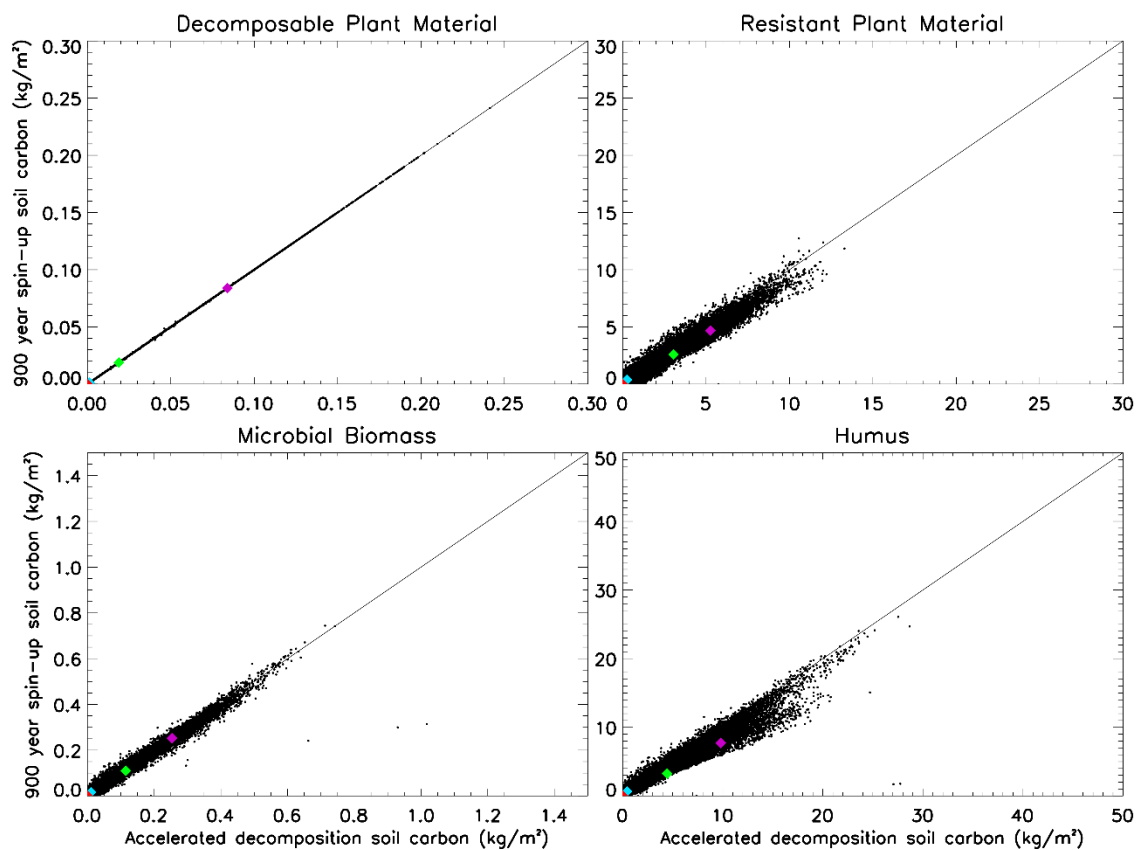 Decomposable Plant Material
Resistant Plant Material
900 year spin-up soil carbon (kg/m²)
0.30
0.25
0.20
0.15
0.10
0.05
0.00
0.00 0.05 0.10 0.15 0.20 0.25 0.30
30
25
20
15
10
5
0
0 5 10 15 20 25 30
Microbial Biomass
Humus
900 year spin-up soil carbon (kg/m²)
1.4
1.2
1.0
0.8
0.6
0.4
0.2
0.0
0.0 0.2 0.4 0.6 0.8 1.0 1.2 1.4
50
40
30
20
10
0
0 10 20 30 40 50
Accelerated decomposition soil carbon (kg/m²)
Accelerated decomposition soil carbon (kg/m²)